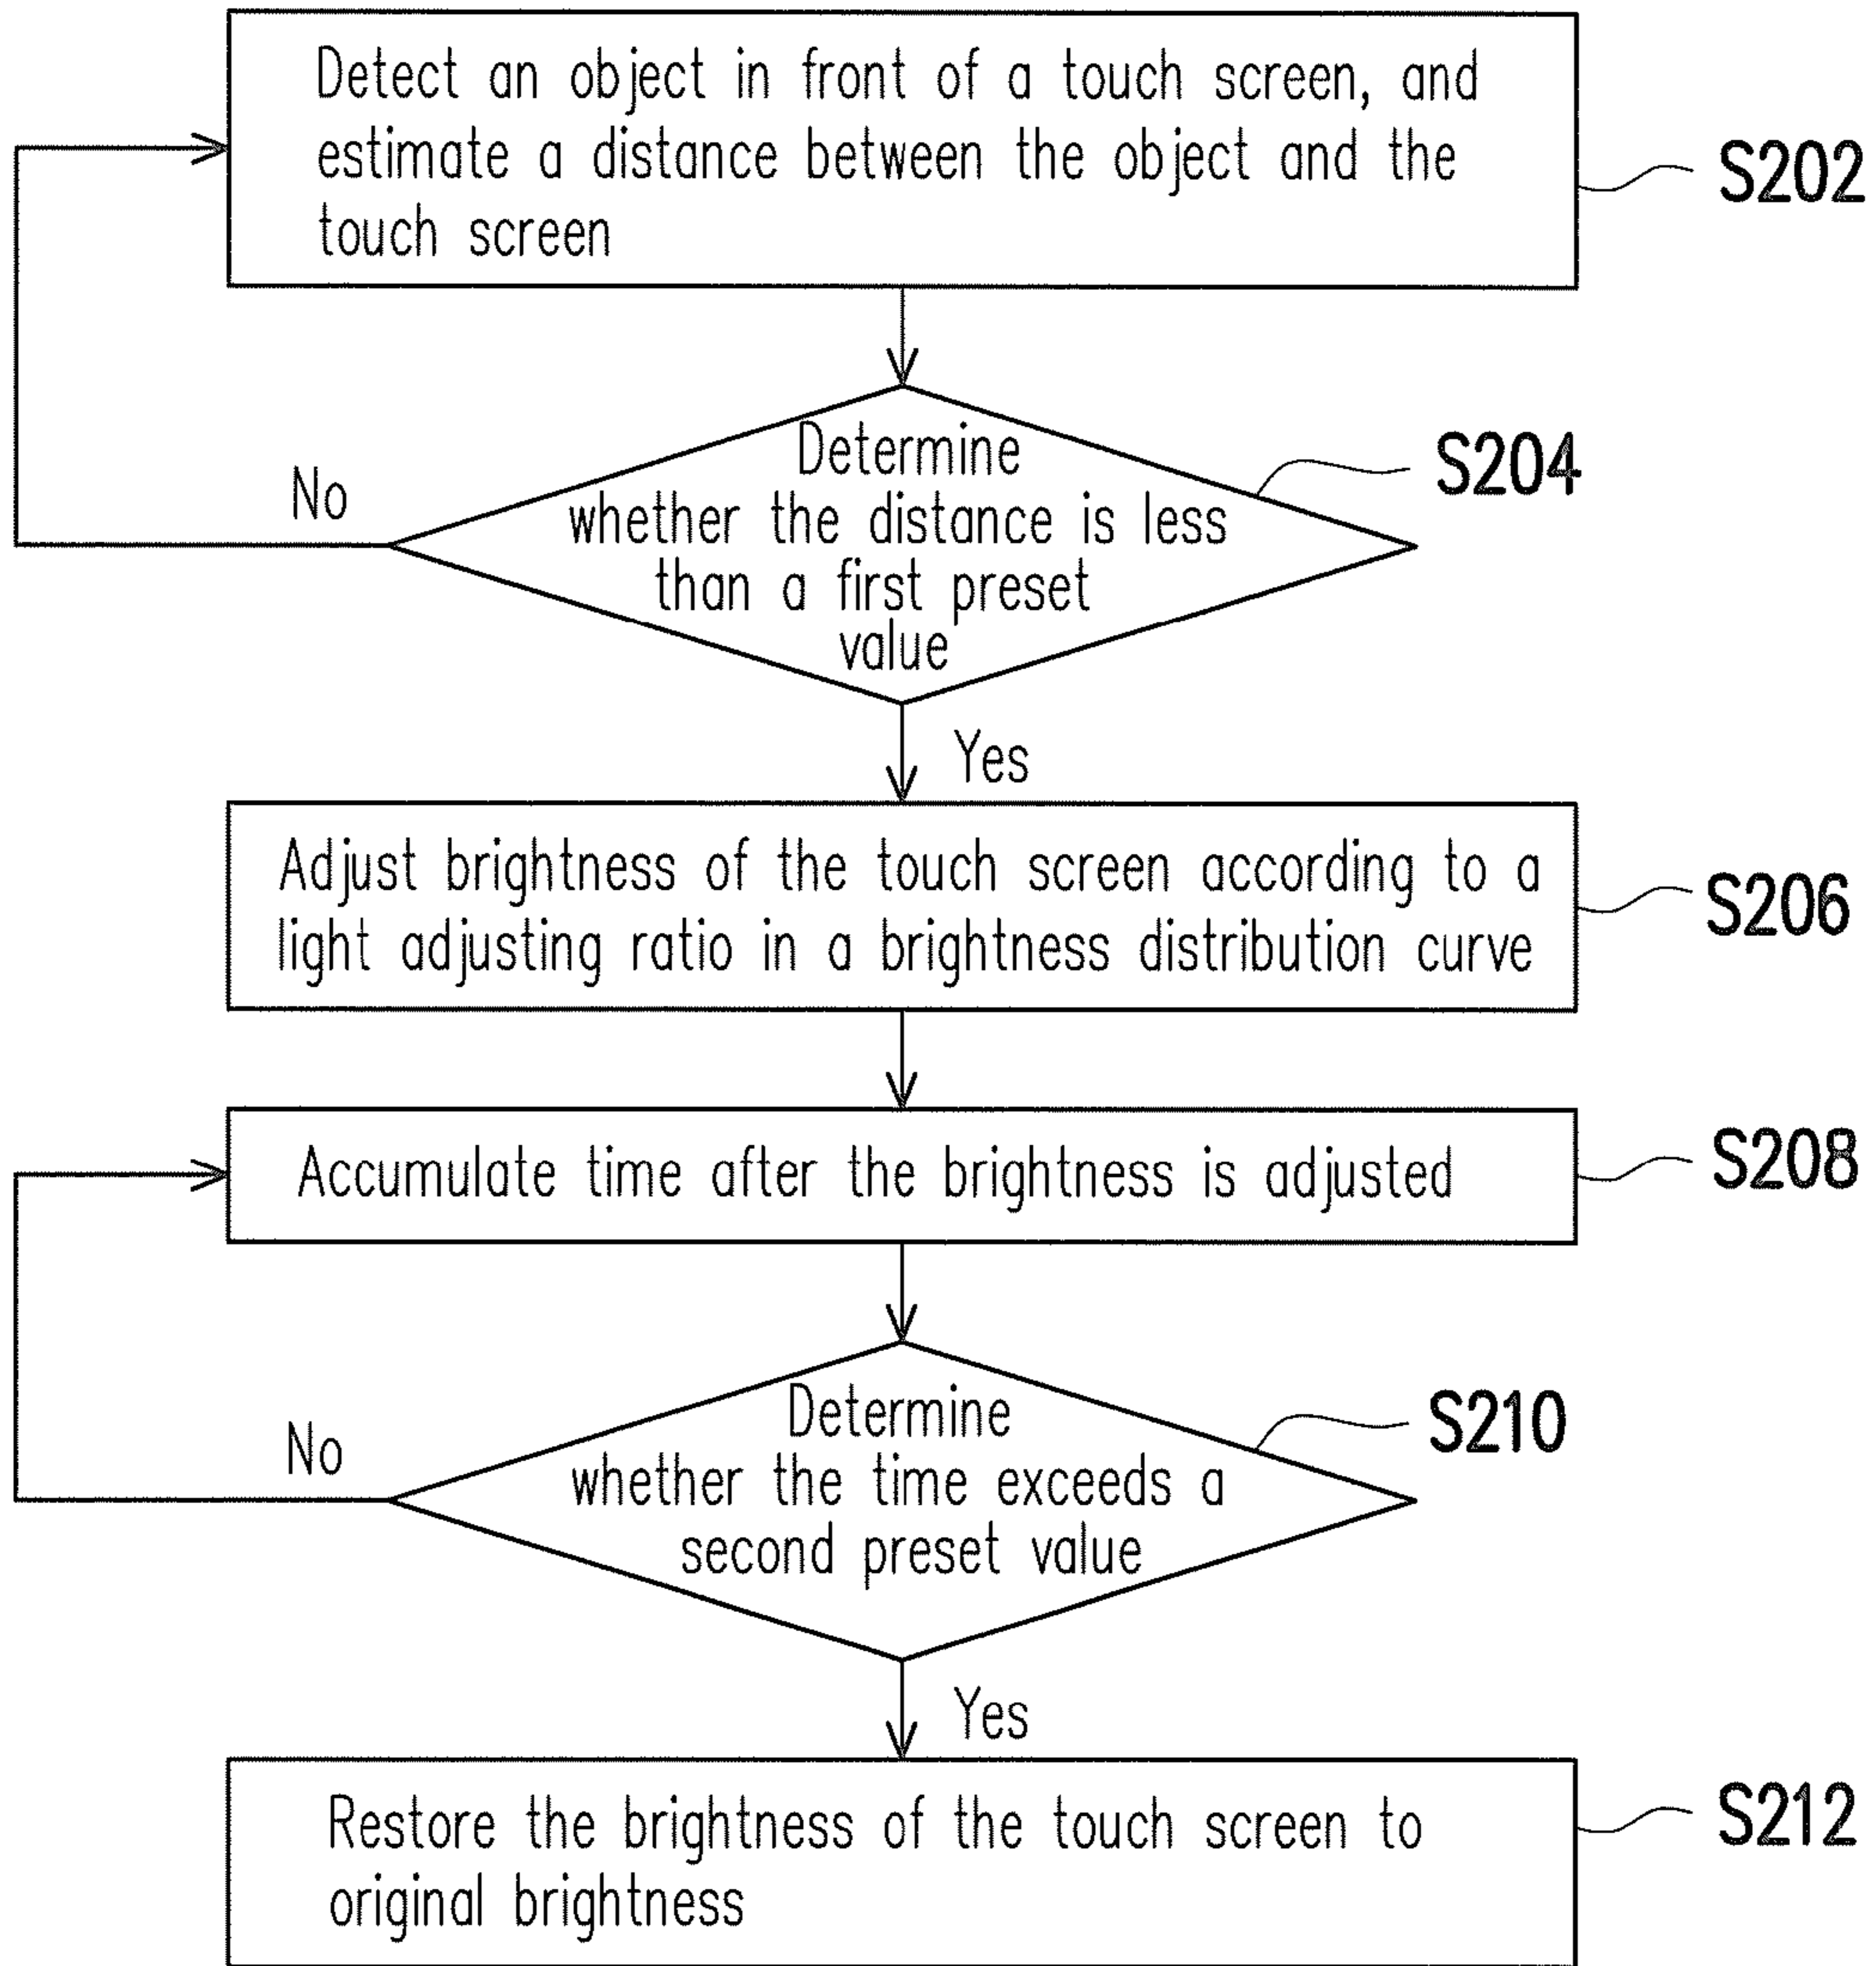 Detect an object in front of a touch screen, and
estimate a distance between the object and the
touch screen
S202
Determine
whether the distance is less
than a first preset
value
S204
No
Yes
Adjust brightness of the touch screen according to a
light adjusting ratio in a brightness distribution curve
S206
Accumulate time after the brightness is adjusted
S208
Determine
whether the time exceeds a
second preset value
S210
No
Yes
Restore the brightness of the touch screen to
original brightness
S212